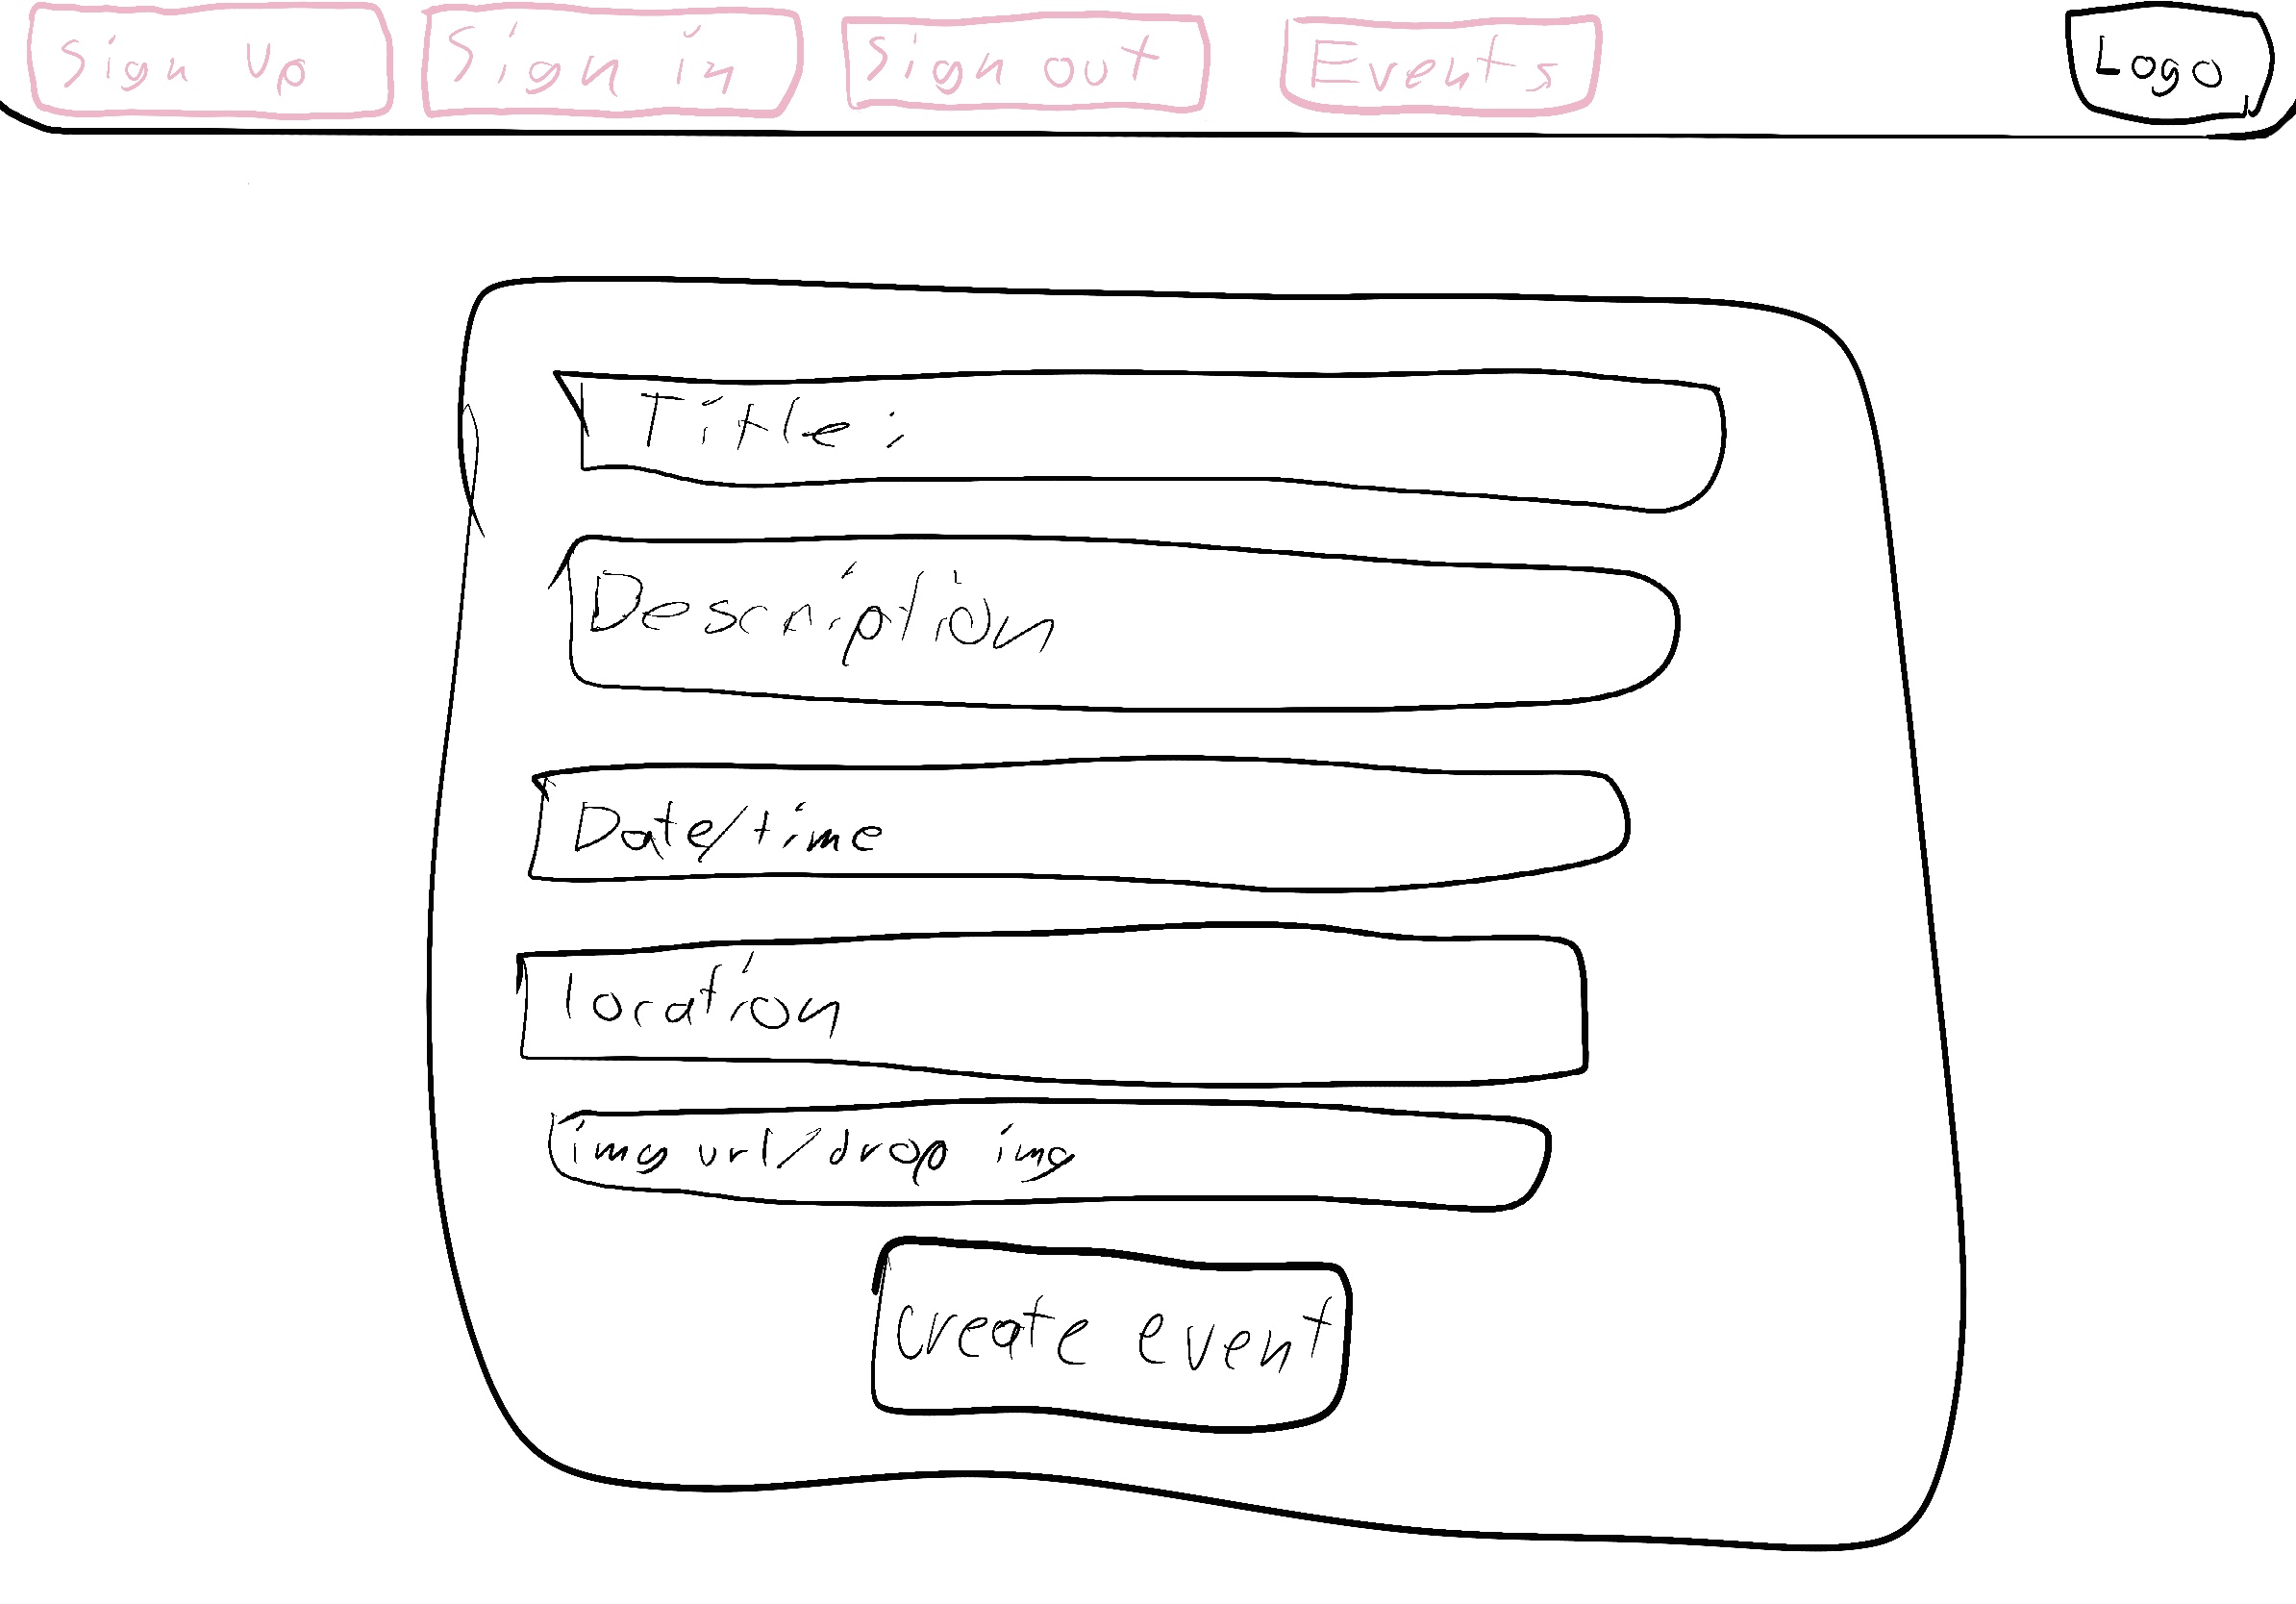 Sign up Sign in Sign out Events Logo
Title:
Description
Date/time
location
img url/drop img
create event